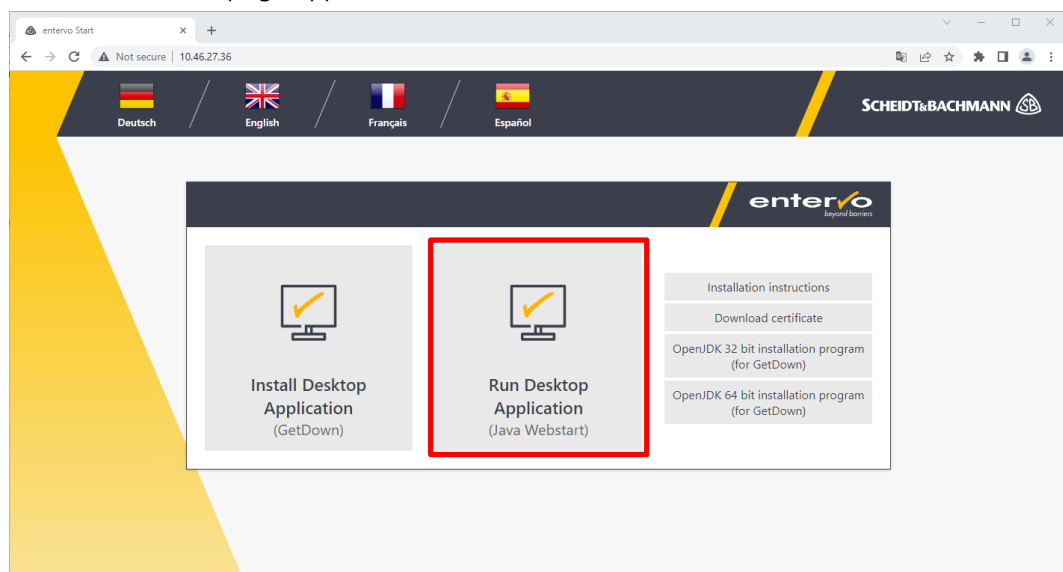 entervo Start
Not secure 10.46.27.36
Deutsch
English
Français
Español
SCHEIDT&BACHMANN SB
entervo
beyond barriers
Install Desktop
Application
(GetDown)
Run Desktop
Application
(Java Webstart)
Installation instructions
Download certificate
OpenJDK 32 bit installation program
(for GetDown)
OpenJDK 64 bit installation program
(for GetDown)